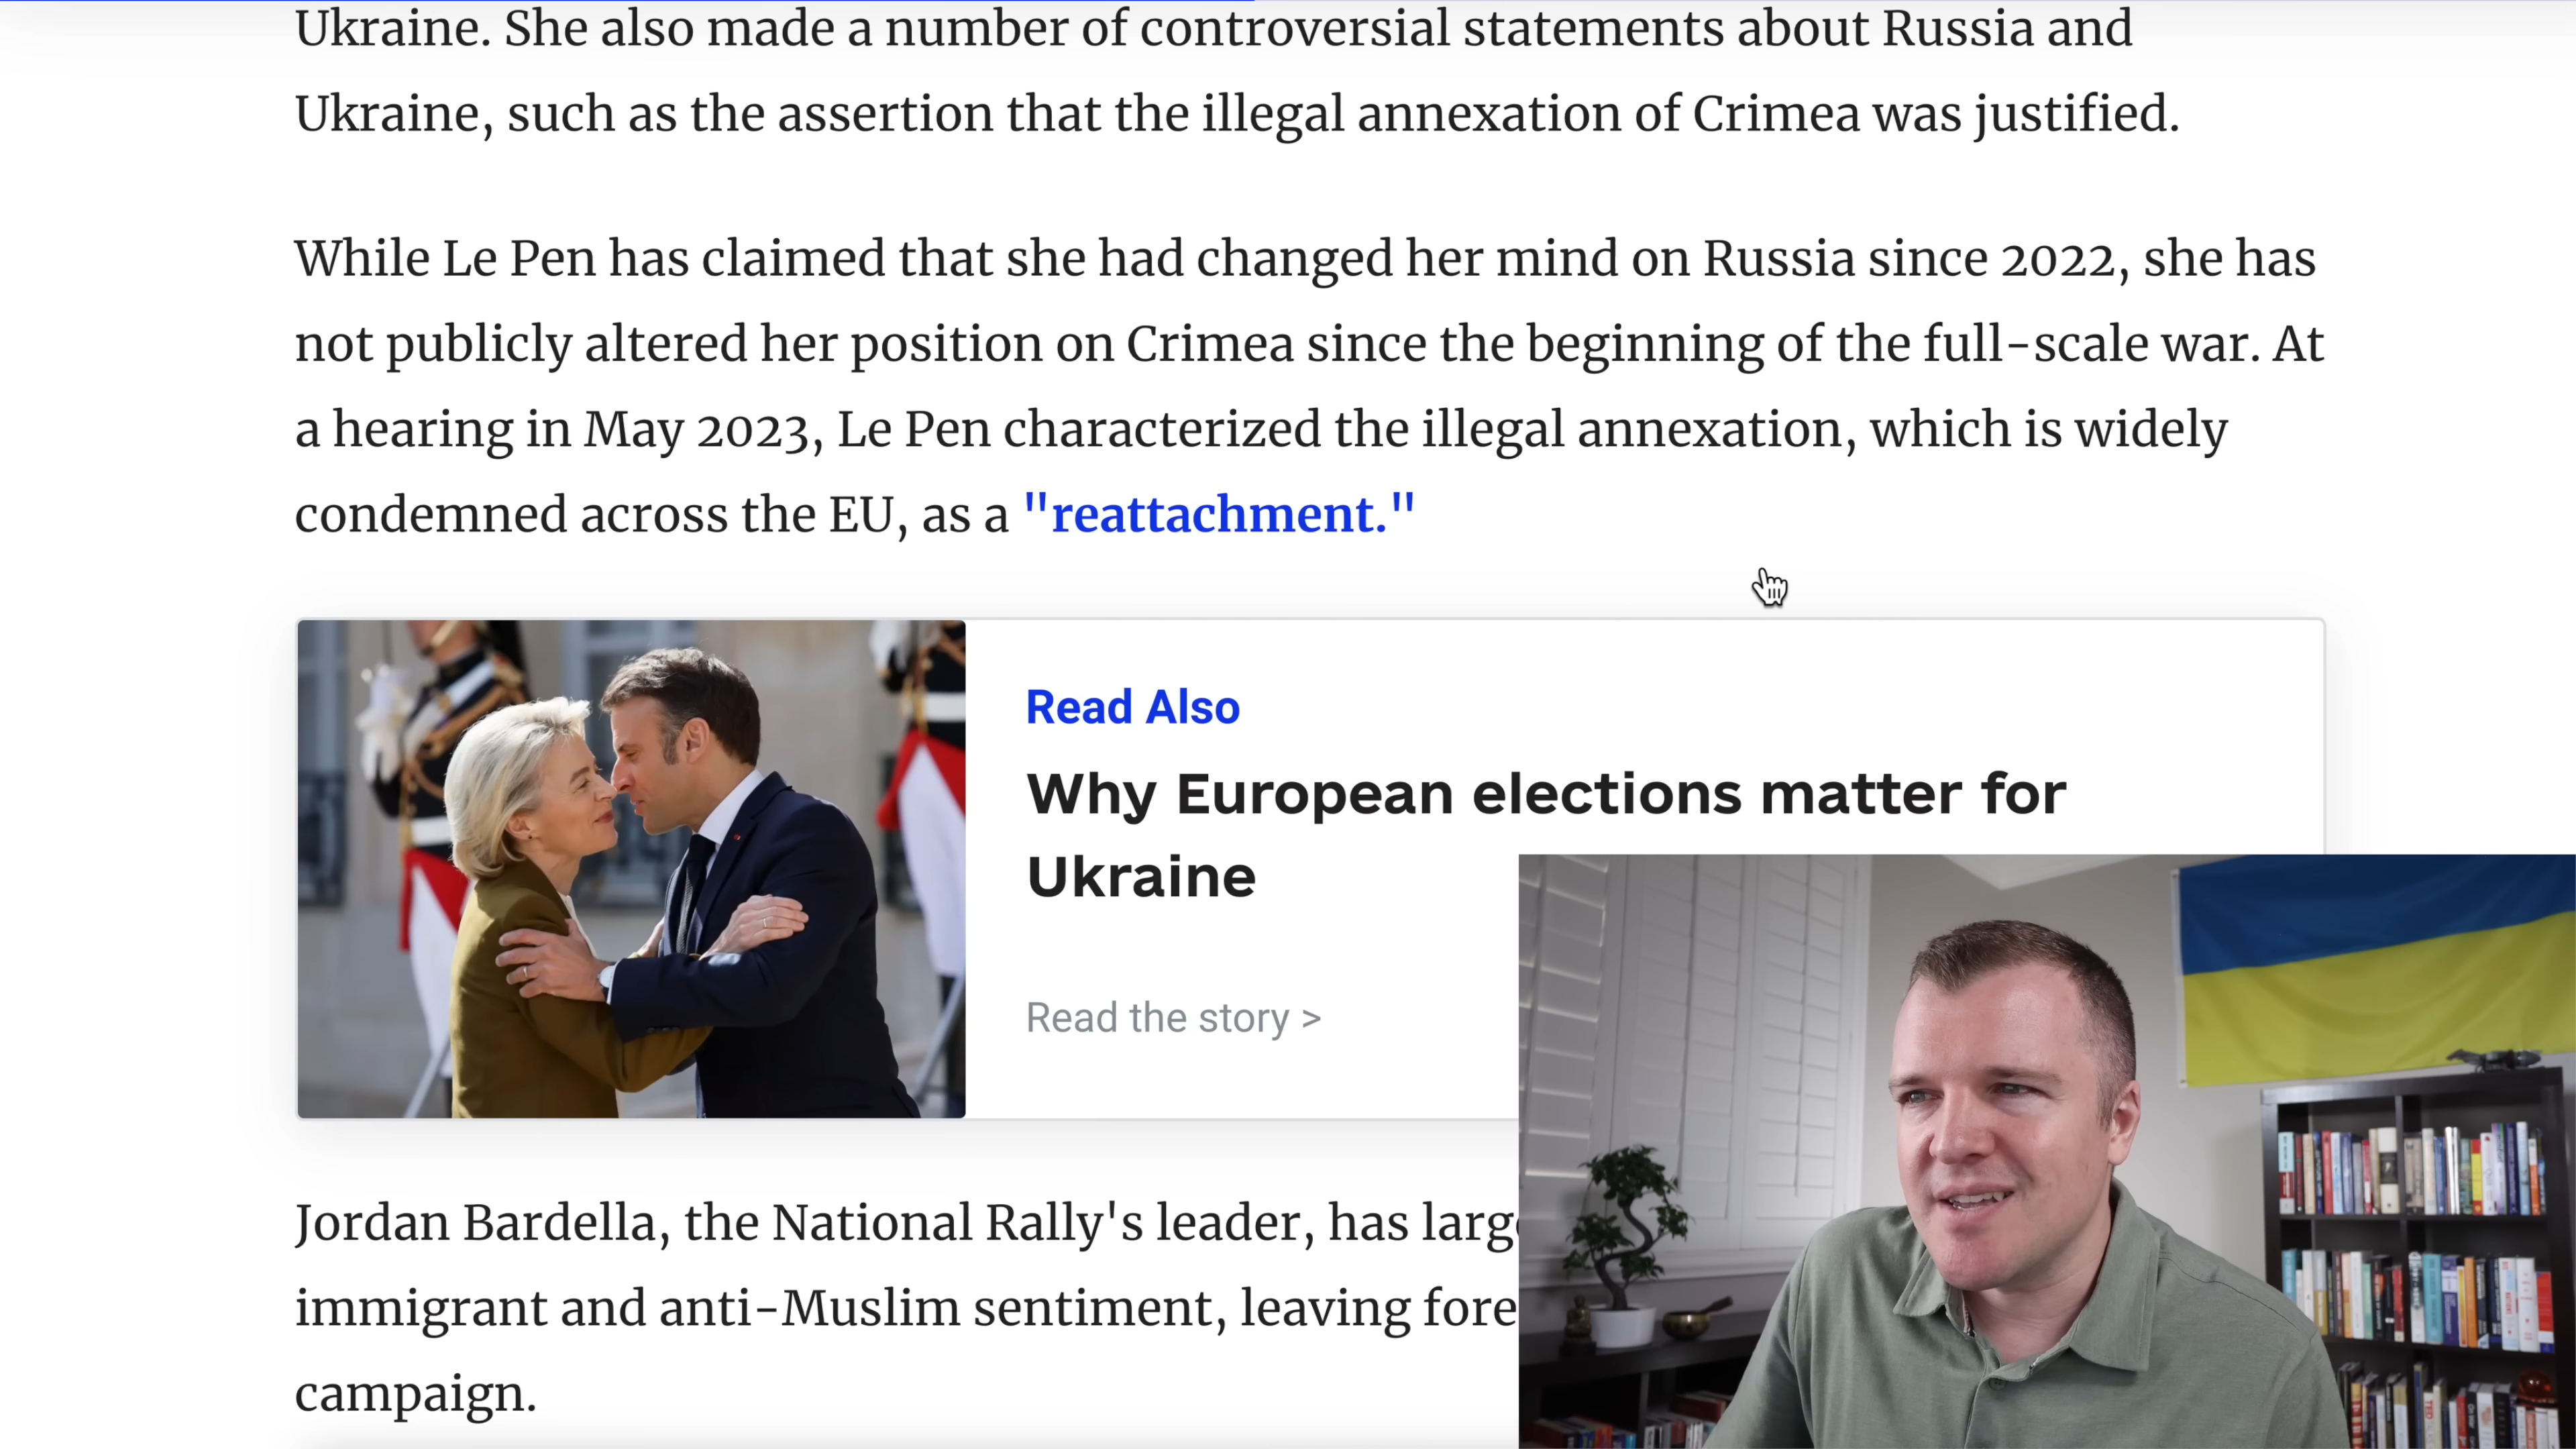 Ukraine. She also made a number of controversial statements about Russia and
Ukraine, such as the assertion that the illegal annexation of Crimea was justified.
While Le Pen has claimed that she had changed her mind on Russia since 2022, she has
not publicly altered her position on Crimea since the beginning of the full-scale war. At
a hearing in May 2023, Le Pen characterized the illegal annexation, which is widely
condemned across the EU, as a "reattachment."
Read Also
Why European elections matter for
Ukraine
Read the story >
Jordan Bardella, the National Rally's leader, has
immigrant and anti-Muslim sentiment, leaving
campaign.